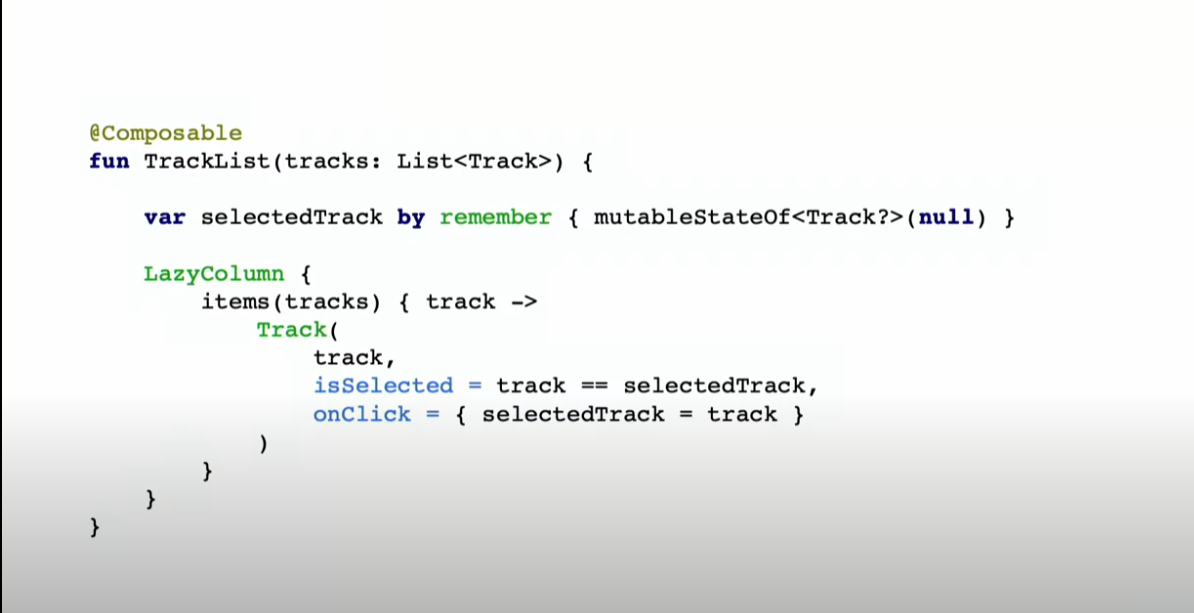 @Composable
fun TrackList(tracks: List<Track>) {
var selectedTrack by remember { mutableStateOf<Track?>(null) }
LazyColumn {
items(tracks) { track ->
Track(
track,
isSelected = track == selectedTrack,
onClick = { selectedTrack = track }
)
}
}
}